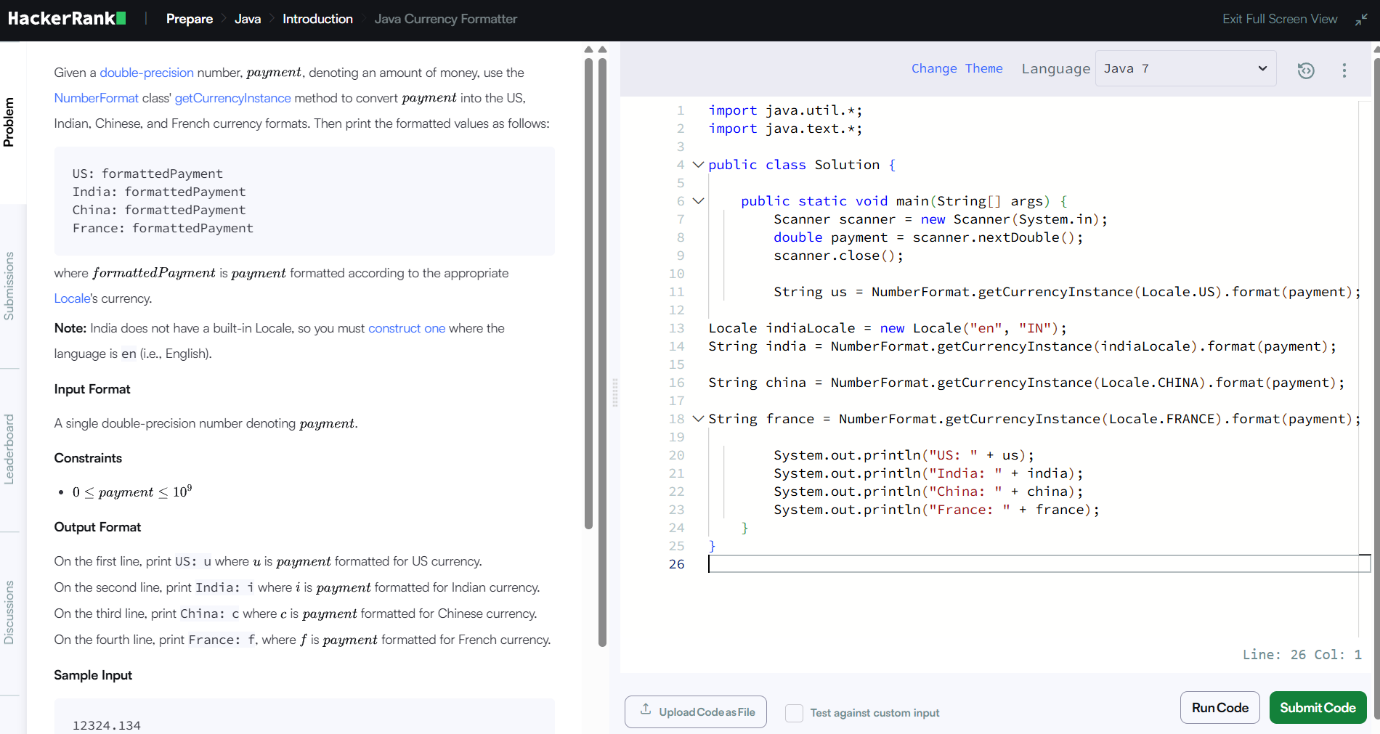 HackerRank | Prepare > Java > Introduction > Java Currency Formatter Exit Full Screen View
Problem
Submissions
Leaderboard
Discussions
Given a double-precision number, payment, denoting an amount of money, use the
NumberFormat class' getCurrencyInstance method to convert payment into the US,
Indian, Chinese, and French currency formats. Then print the formatted values as follows:
US: formattedPayment
India: formattedPayment
China: formattedPayment
France: formattedPayment
where formattedPayment is payment formatted according to the appropriate
Locale's currency.
Note: India does not have a built-in Locale, so you must construct one where the
language is en (i.e., English).
Input Format
A single double-precision number denoting payment.
Constraints
• 0 ≤ payment ≤ 10⁹
Output Format
On the first line, print US: u where u is payment formatted for US currency.
On the second line, print India: i where i is payment formatted for Indian currency.
On the third line, print China: c where c is payment formatted for Chinese currency.
On the fourth line, print France: f, where f is payment formatted for French currency.
Sample Input
12324.134
Change Theme Language Java 7
1 import java.util.*;
2 import java.text.*;
3
4 public class Solution {
5
6 public static void main(String[] args) {
7 Scanner scanner = new Scanner(System.in);
8 double payment = scanner.nextDouble();
9 scanner.close();
10
11 String us = NumberFormat.getCurrencyInstance(Locale.US).format(payment);
12
13 Locale indiaLocale = new Locale("en", "IN");
14 String india = NumberFormat.getCurrencyInstance(indiaLocale).format(payment);
15
16 String china = NumberFormat.getCurrencyInstance(Locale.CHINA).format(payment);
17
18 String france = NumberFormat.getCurrencyInstance(Locale.FRANCE).format(payment);
19
20 System.out.println("US: " + us);
21 System.out.println("India: " + india);
22 System.out.println("China: " + china);
23 System.out.println("France: " + france);
24 }
25 }
26
Line: 26 Col: 1
Upload Code as File Test against custom input Run Code Submit Code